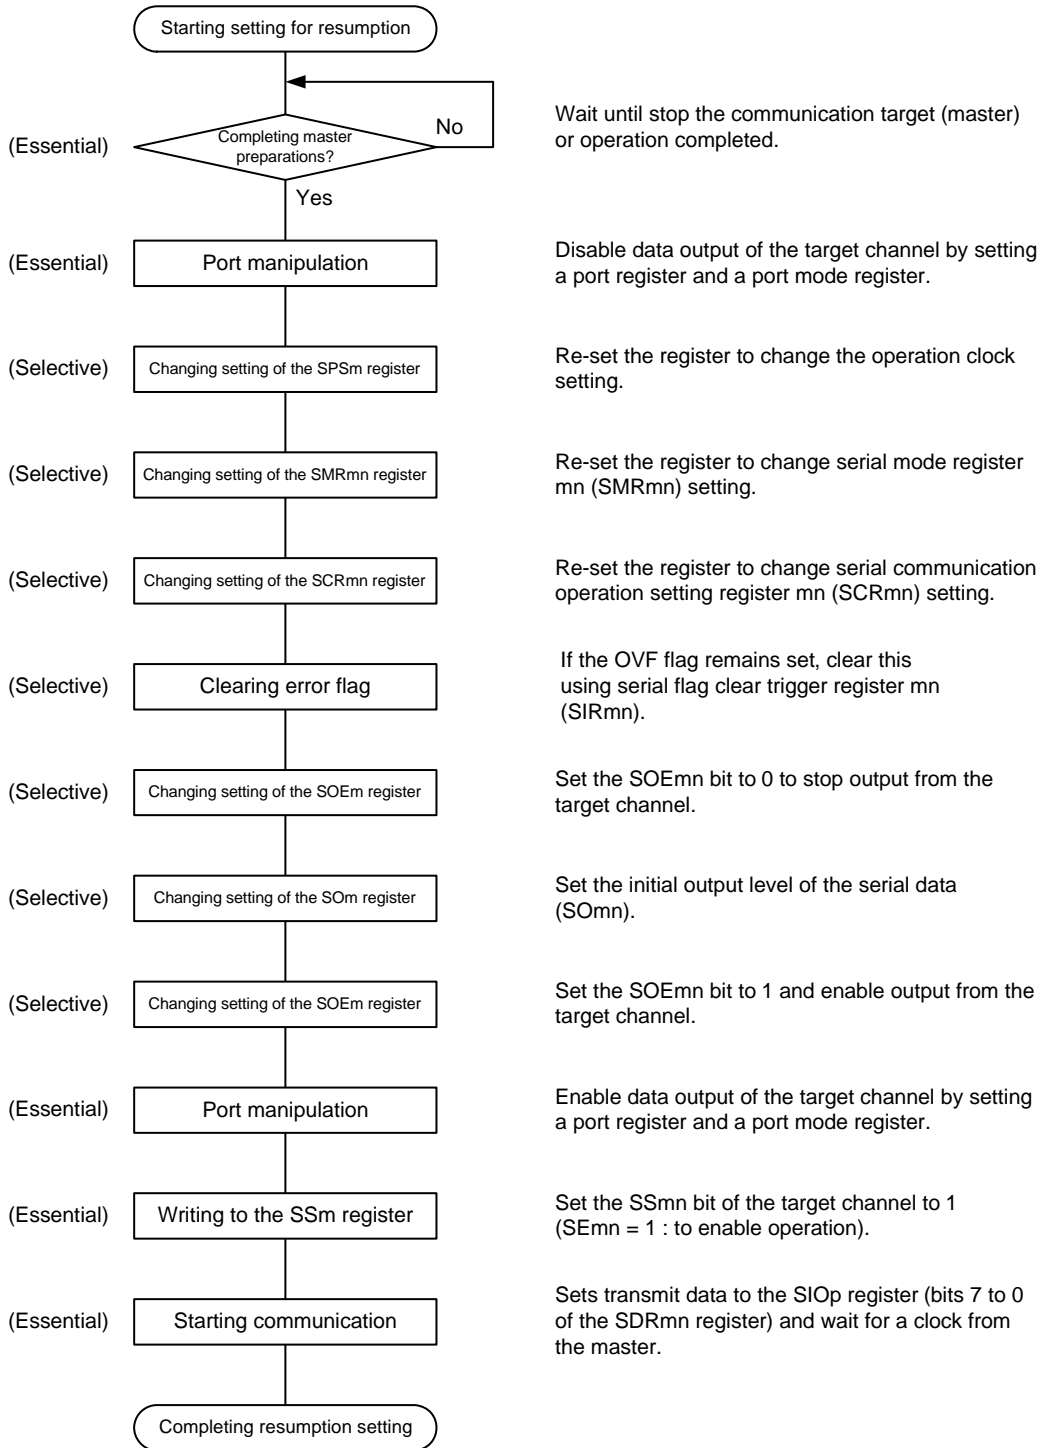 Starting setting for resumption
(Essential)
Completing master
preparations?
No
Yes
Wait until stop the communication target (master)
or operation completed.
(Essential)
Port manipulation
Disable data output of the target channel by setting
a port register and a port mode register.
(Selective)
Changing setting of the SPSm register
Re-set the register to change the operation clock
setting.
(Selective)
Changing setting of the SMRmn register
Re-set the register to change serial mode register
mn (SMRmn) setting.
(Selective)
Changing setting of the SCRmn register
Re-set the register to change serial communication
operation setting register mn (SCRmn) setting.
(Selective)
Clearing error flag
If the OVF flag remains set, clear this
using serial flag clear trigger register mn
(SIRmn).
(Selective)
Changing setting of the SOEm register
Set the SOEmn bit to 0 to stop output from the
target channel.
(Selective)
Changing setting of the SOm register
Set the initial output level of the serial data
(SOmn).
(Selective)
Changing setting of the SOEm register
Set the SOEmn bit to 1 and enable output from the
target channel.
(Essential)
Port manipulation
Enable data output of the target channel by setting
a port register and a port mode register.
(Essential)
Writing to the SSm register
Set the SSmn bit of the target channel to 1
(SEmn = 1 : to enable operation).
(Essential)
Starting communication
Sets transmit data to the SIOp register (bits 7 to 0
of the SDRmn register) and wait for a clock from
the master.
Completing resumption setting